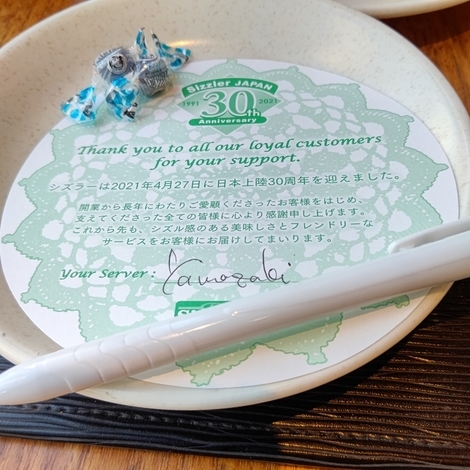 Sizzler JAPAN
1991 30th 2021
Anniversary
Thank you to all our loyal customers
for your support.
シズラーは2021年4月27日に日本上陸30周年を迎えました。
開業から長年にわたりご愛顧くださったお客様をはじめ、
支えてくださった全ての皆様に心より感謝申し上げます。
これから先も、シズル感のある美味しさとフレンドリーな
サービスをお客様にお届けしてまいります。
Your Server : Yamazaki